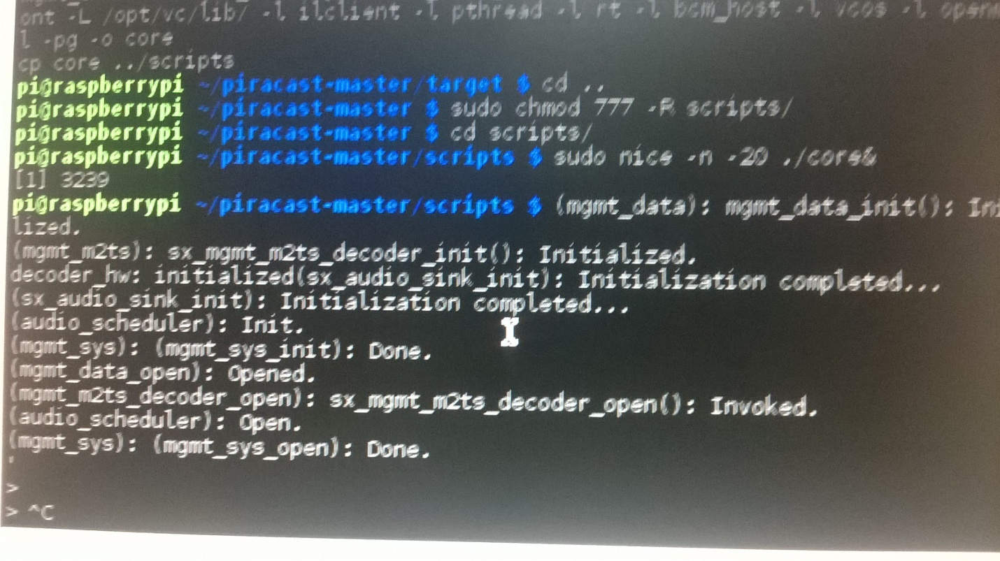 ont -L /opt/vc/lib/ -l ilclient -l pthread -l rt -l bcm_host -l vcos -l openm
l -pg -o core
cp core ../scripts
pi@raspberrypi ~/piracast-master/target $ cd ..
pi@raspberrypi ~/piracast-master $ sudo chmod 777 -R scripts/
pi@raspberrypi ~/piracast-master $ cd scripts/
pi@raspberrypi ~/piracast-master/scripts $ sudo nice -n -20 ./core&
[1] 3239
pi@raspberrypi ~/piracast-master/scripts $ (mgmt_data): mgmt_data_init(): Ini
lized.
(mgmt_m2ts): sx_mgmt_m2ts_decoder_init(): Initialized.
decoder_hw: initialized(sx_audio_sink_init): Initialization completed...
(sx_audio_sink_init): Initialization completed...
(audio_scheduler): Init.
(mgmt_sys): (mgmt_sys_init): Done.
(mgmt_data_open): Opened.
(mgmt_m2ts_decoder_open): sx_mgmt_m2ts_decoder_open(): Invoked.
(audio_scheduler): Open.
(mgmt_sys): (mgmt_sys_open): Done.
'
>
> ^C